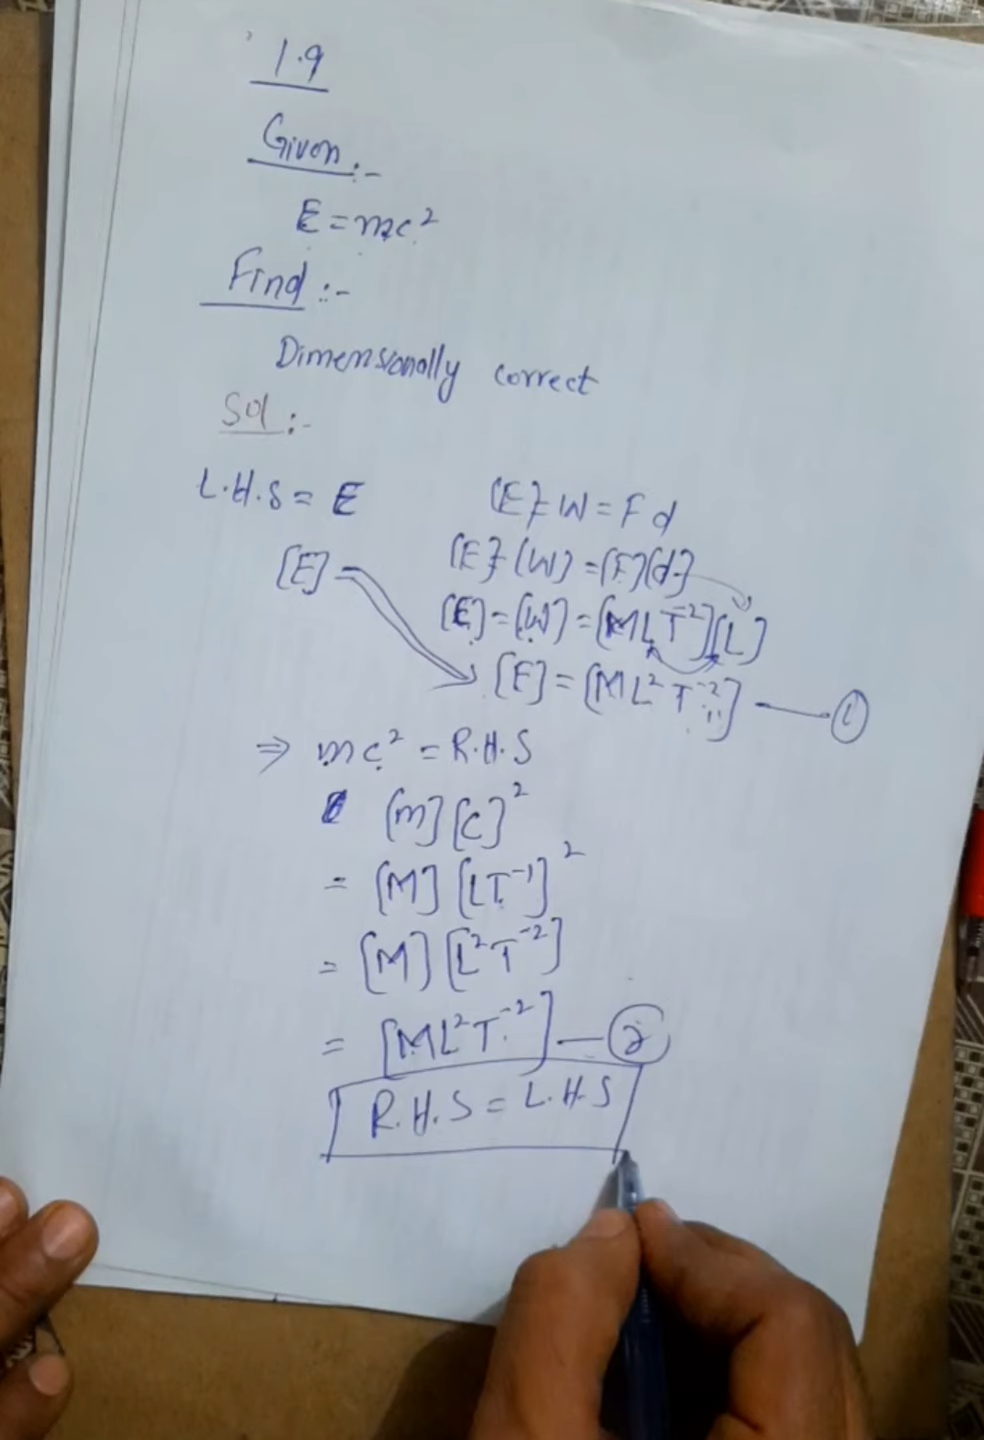 1.9
Given :-
E = mc²
Find :-
Dimensionally correct
Sol :-
L.H.S = E
[E] = W = F d
[E] =
[E] = [W] = [F][d]
[E] = [W] = [MLT⁻²][L]
[E] = [ML²T⁻²] — ①
⇒ mc² = R.H.S
[m][c]²
= [M][LT⁻¹]²
= [M][L²T⁻²]
= [ML²T⁻²] — ②
R.H.S = L.H.S